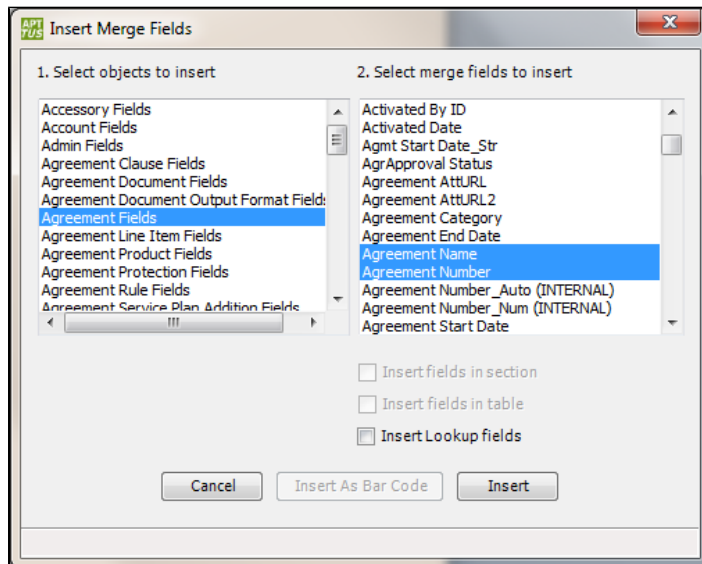 APT
TUS
Insert Merge Fields
1. Select objects to insert
2. Select merge fields to insert
Accessory Fields
Account Fields
Admin Fields
Agreement Clause Fields
Agreement Document Fields
Agreement Document Output Format Fields
Agreement Fields
Agreement Line Item Fields
Agreement Product Fields
Agreement Protection Fields
Agreement Rule Fields
Agreement Service Plan Addition Fields
Activated By ID
Activated Date
Agmt Start Date_Str
AgrApproval Status
Agreement AttURL
Agreement AttURL2
Agreement Category
Agreement End Date
Agreement Name
Agreement Number
Agreement Number_Auto (INTERNAL)
Agreement Number_Num (INTERNAL)
Agreement Start Date
Insert fields in section
Insert fields in table
Insert Lookup fields
Cancel
Insert As Bar Code
Insert